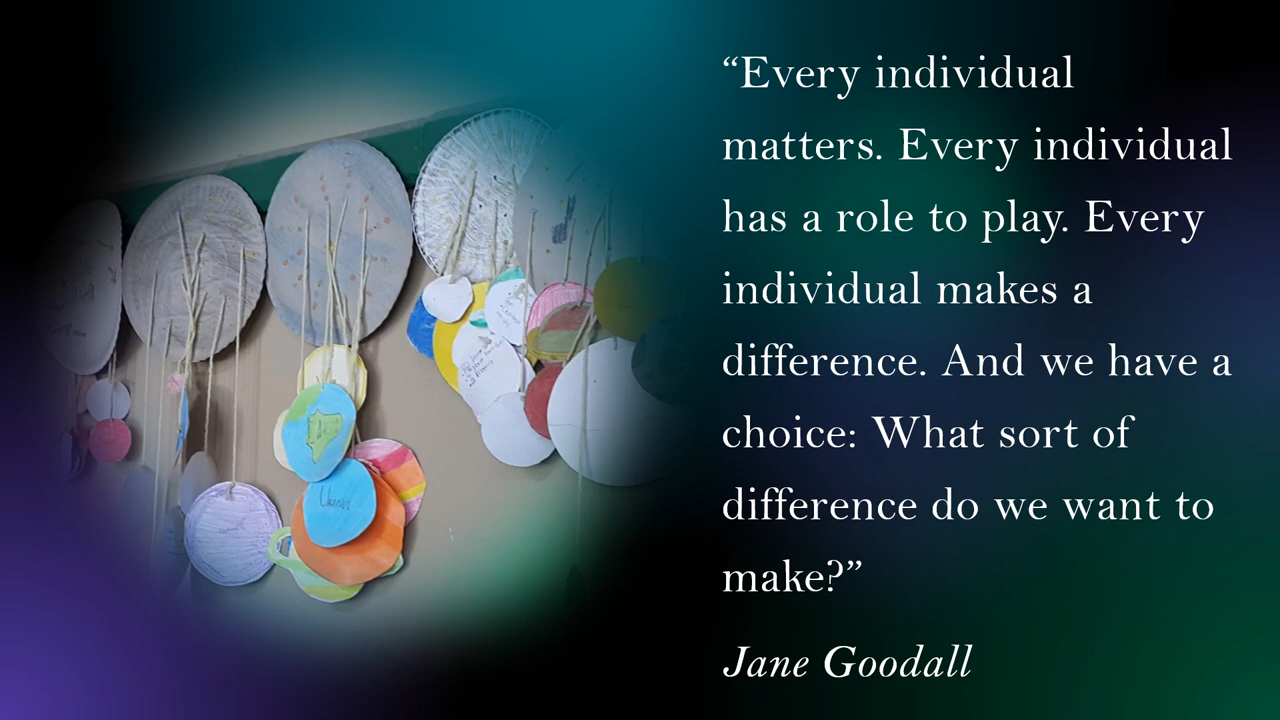 “Every individual
matters. Every individual
has a role to play. Every
individual makes a
difference. And we have a
choice: What sort of
difference do we want to
make?”
Jane Goodall
Uranus